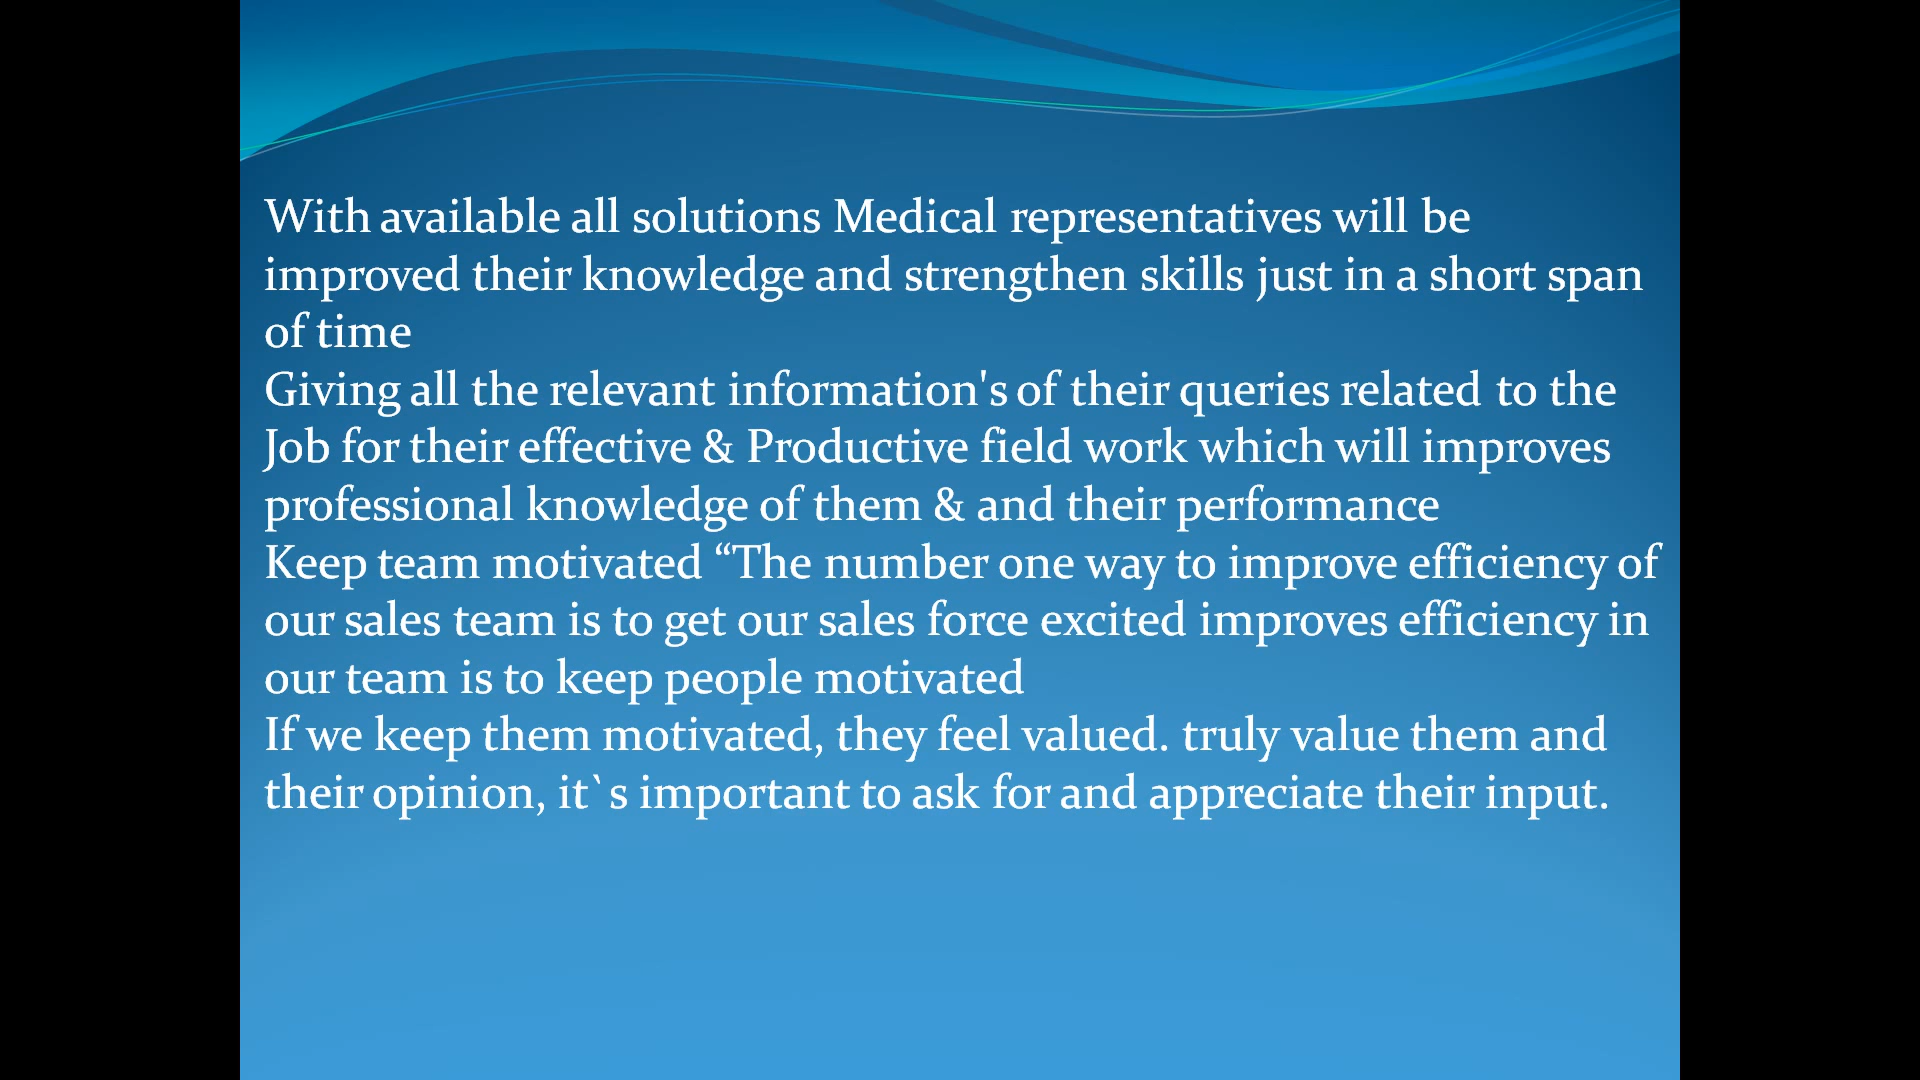 With available all solutions Medical representatives will be
improved their knowledge and strengthen skills just in a short span
of time
Giving all the relevant information's of their queries related to the
Job for their effective & Productive field work which will improves
professional knowledge of them & and their performance
Keep team motivated “The number one way to improve efficiency of
our sales team is to get our sales force excited improves efficiency in
our team is to keep people motivated
If we keep them motivated, they feel valued. truly value them and
their opinion, it`s important to ask for and appreciate their input.